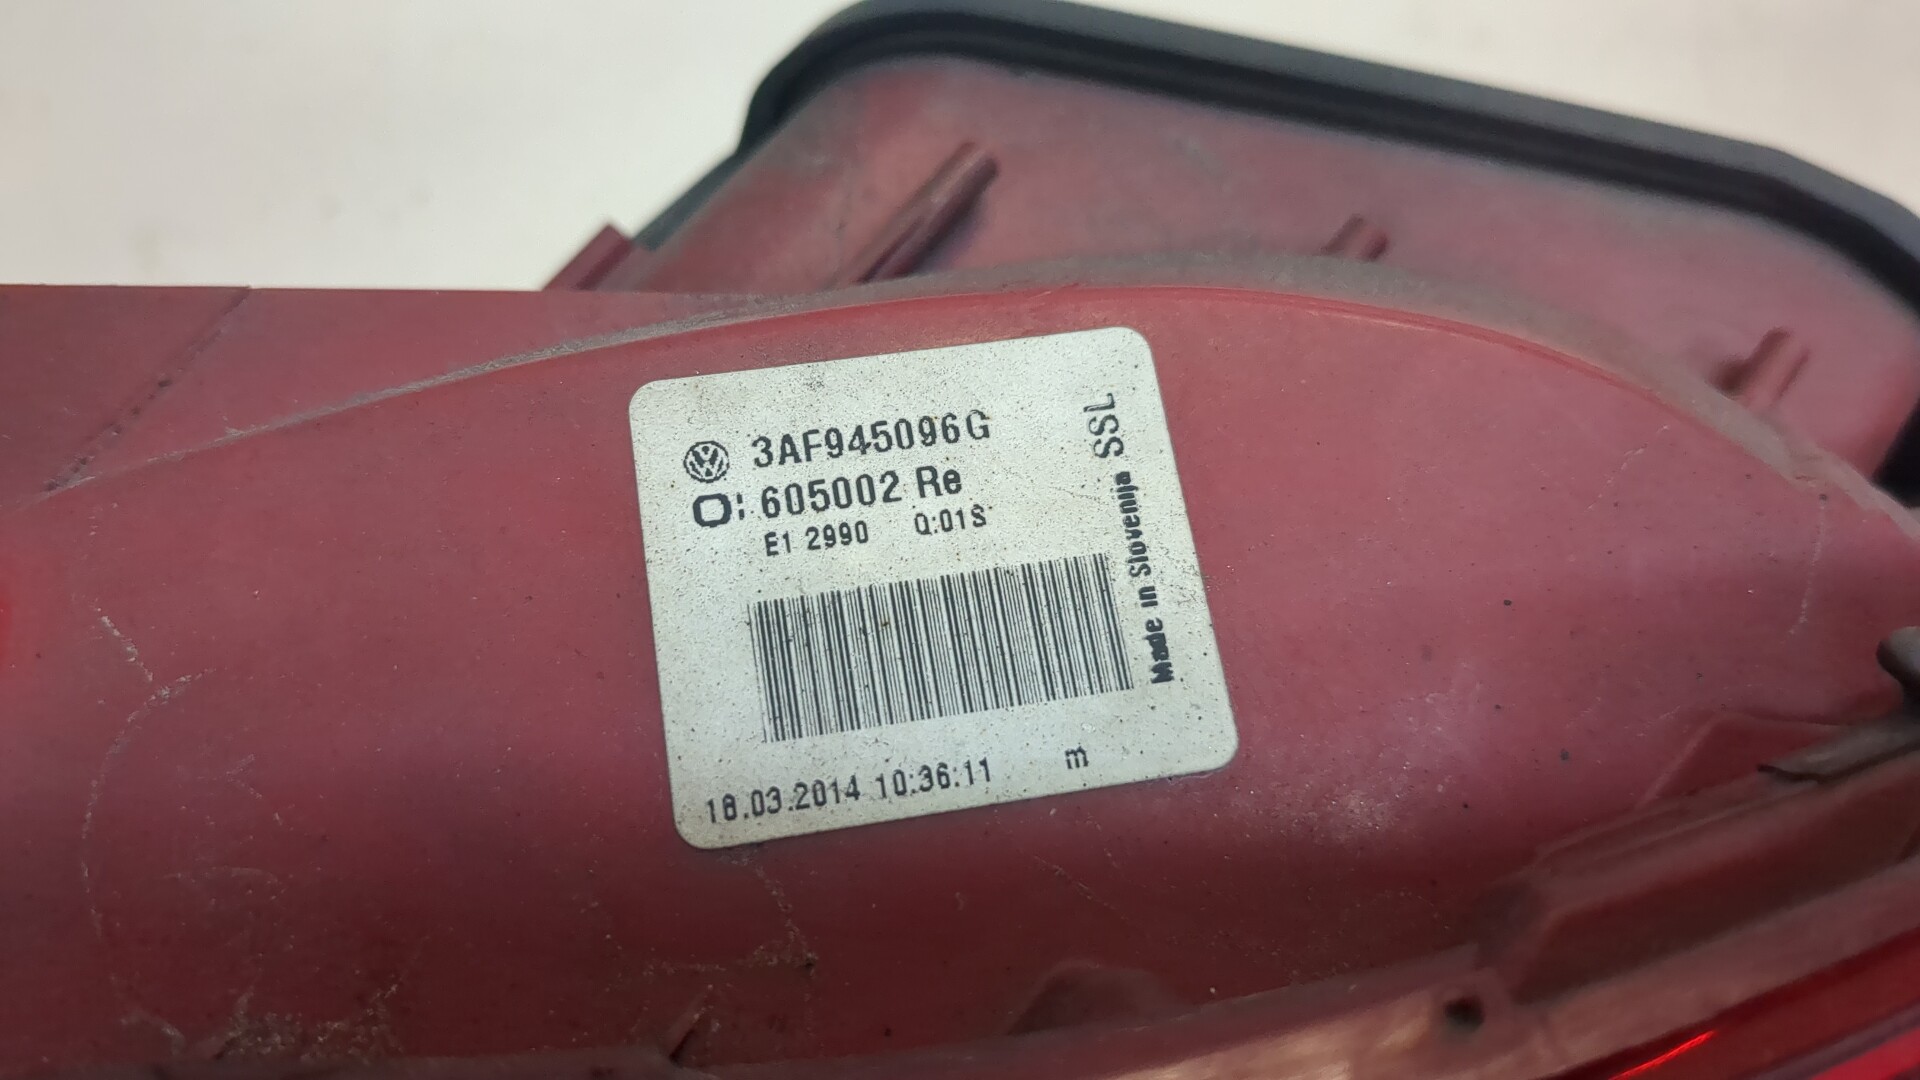 3AF945096G
O: 605002 Re
E1 2990 Q:01S
18.03.2014 10:36:11 m
Made in Slovenija SSL